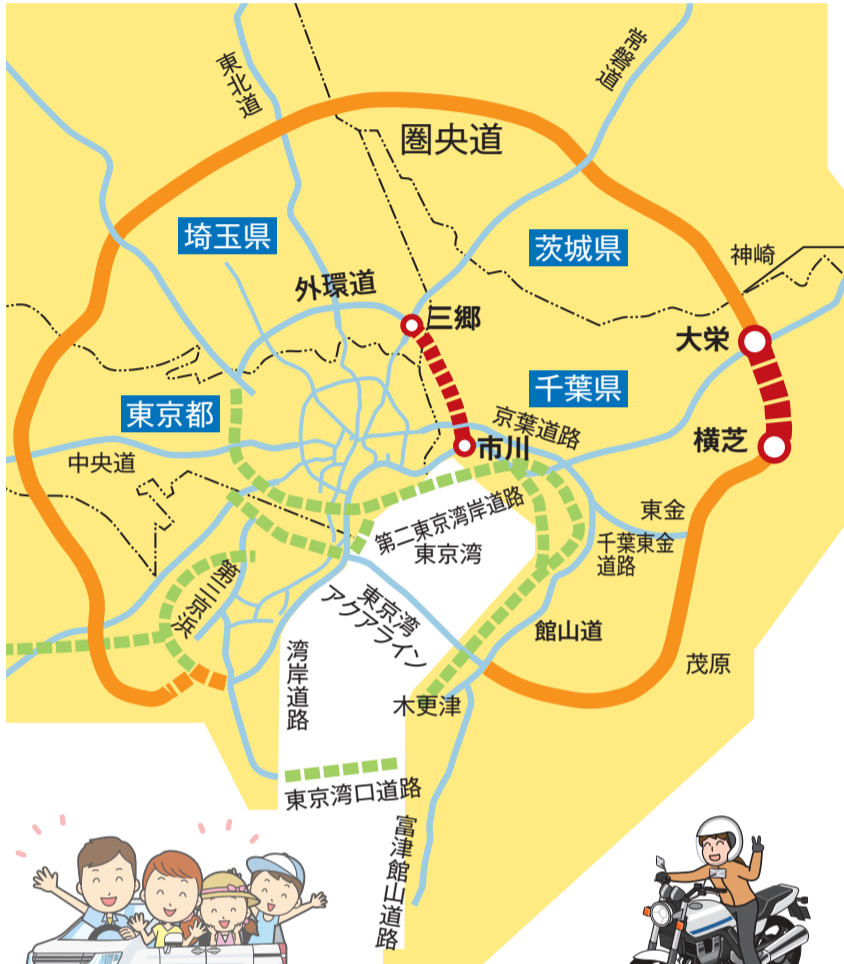 東北道
常磐道
圏央道
埼玉県
茨城県
神崎
外環道
三郷
大栄
千葉県
東京都
京葉道路
横芝
市川
中央道
第二東京湾岸道路
東金
東京湾
千葉東金
道路
第三京浜
東京湾
アクアライン
館山道
湾岸道路
茂原
木更津
東京湾口道路
富津館山道路